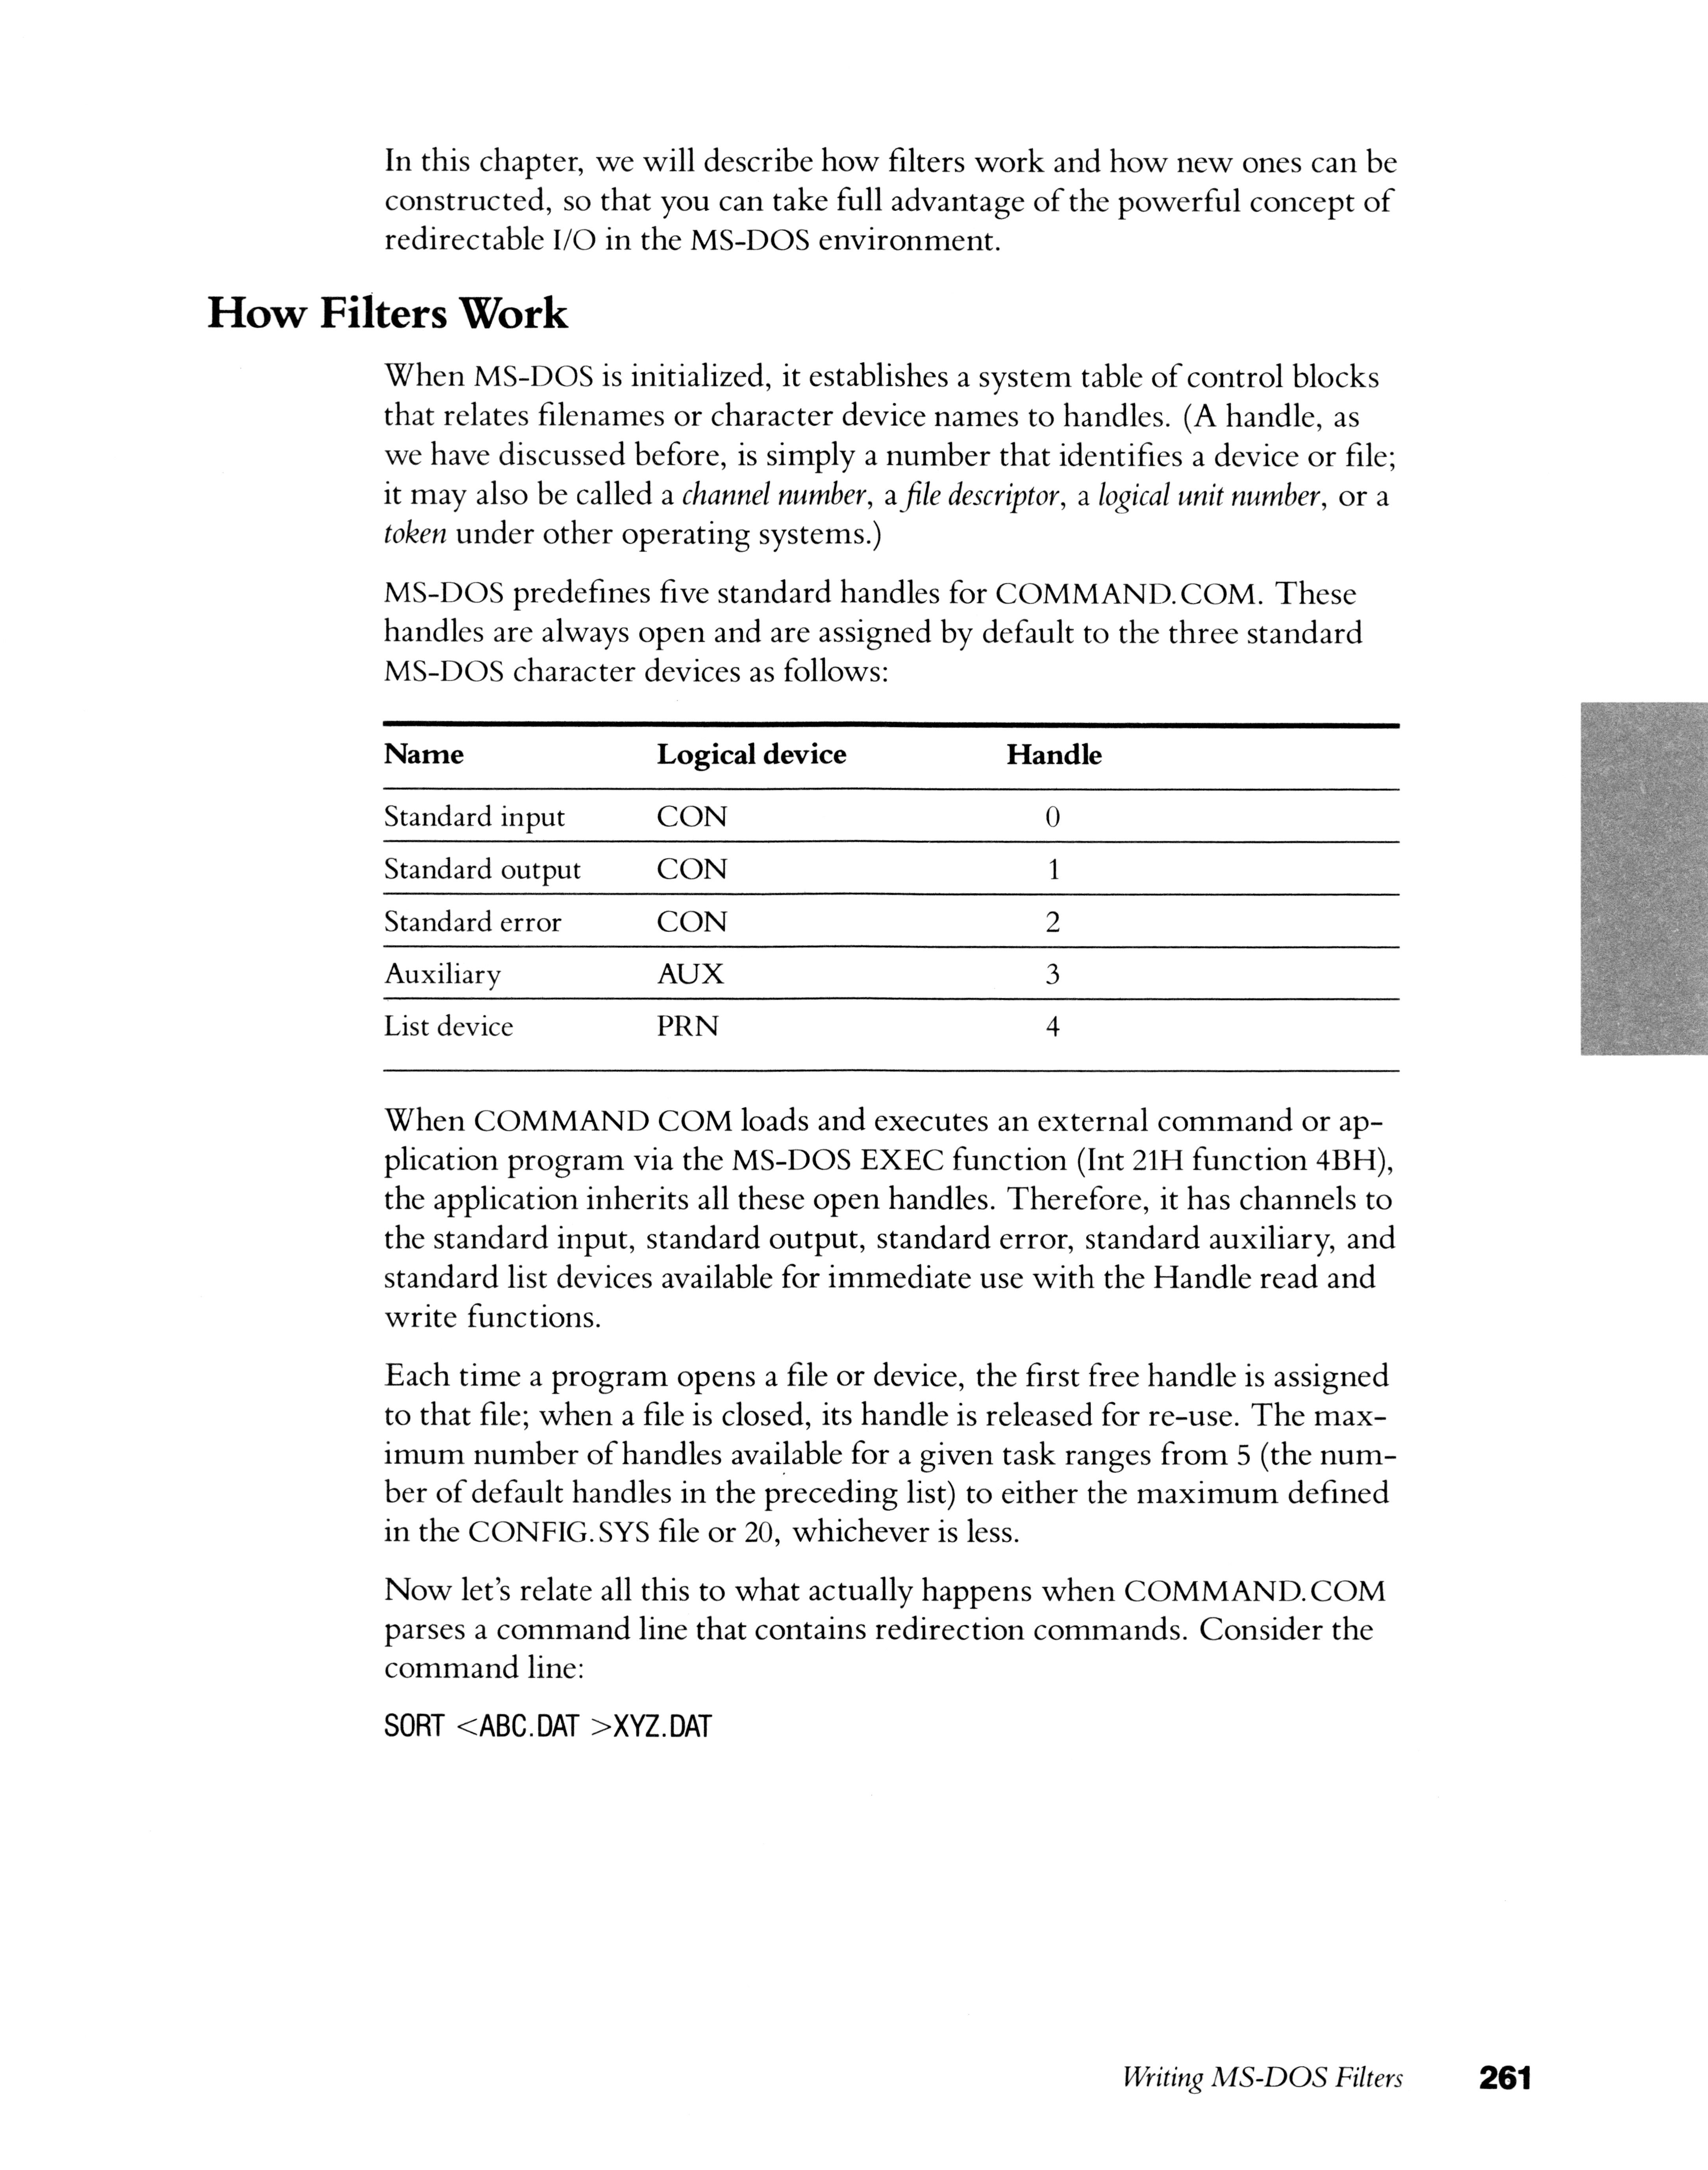 In this chapter, we will describe how filters work and how new ones can be
constructed, so that you can take full advantage of the powerful concept of
redirectable I/O in the MS-DOS environment.
How Filters Work
When MS-DOS is initialized, it establishes a system table of control blocks
that relates filenames or character device names to handles. (A handle, as
we have discussed before, is simply a number that identifies a device or file;
it may also be called a channel number, a file descriptor, a logical unit number, or a
token under other operating systems.)
MS-DOS predefines five standard handles for COMMAND.COM. These
handles are always open and are assigned by default to the three standard
MS-DOS character devices as follows:
Name Logical device Handle
Standard input CON 0
Standard output CON 1
Standard error CON 2
Auxiliary AUX 3
List device PRN 4
When COMMAND COM loads and executes an external command or ap-
plication program via the MS-DOS EXEC function (Int 21H function 4BH),
the application inherits all these open handles. Therefore, it has channels to
the standard input, standard output, standard error, standard auxiliary, and
standard list devices available for immediate use with the Handle read and
write functions.
Each time a program opens a file or device, the first free handle is assigned
to that file; when a file is closed, its handle is released for re-use. The max-
imum number of handles available for a given task ranges from 5 (the num-
ber of default handles in the preceding list) to either the maximum defined
in the CONFIG.SYS file or 20, whichever is less.
Now let's relate all this to what actually happens when COMMAND.COM
parses a command line that contains redirection commands. Consider the
command line:
SORT <ABC.DAT >XYZ.DAT
Writing MS-DOS Filters 261